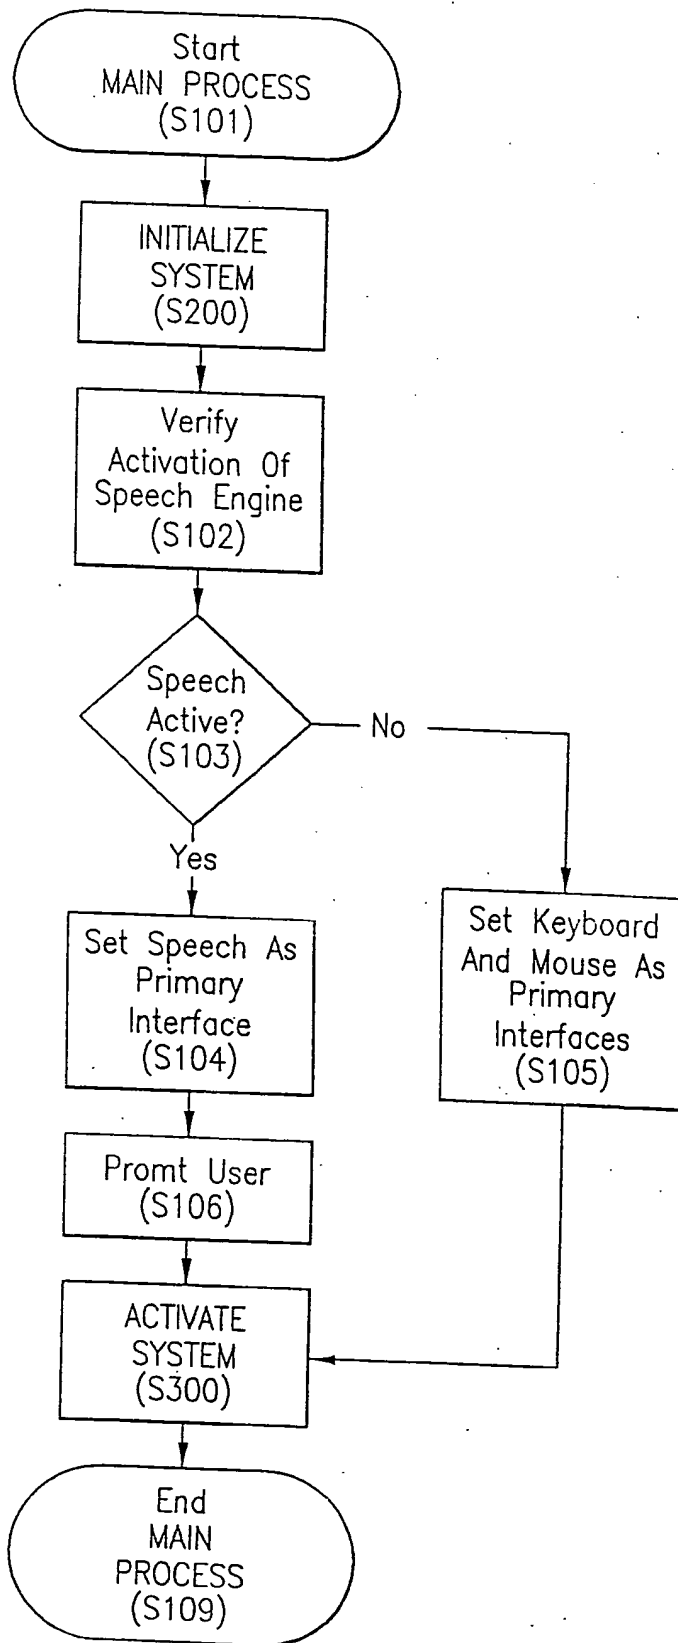 Start
MAIN PROCESS
(S101)
INITIALIZE
SYSTEM
(S200)
Verify
Activation Of
Speech Engine
(S102)
Speech
Active?
(S103)
No
Yes
Set Speech As
Primary
Interface
(S104)
Set Keyboard
And Mouse As
Primary
Interfaces
(S105)
Promt User
(S106)
ACTIVATE
SYSTEM
(S300)
End
MAIN
PROCESS
(S109)